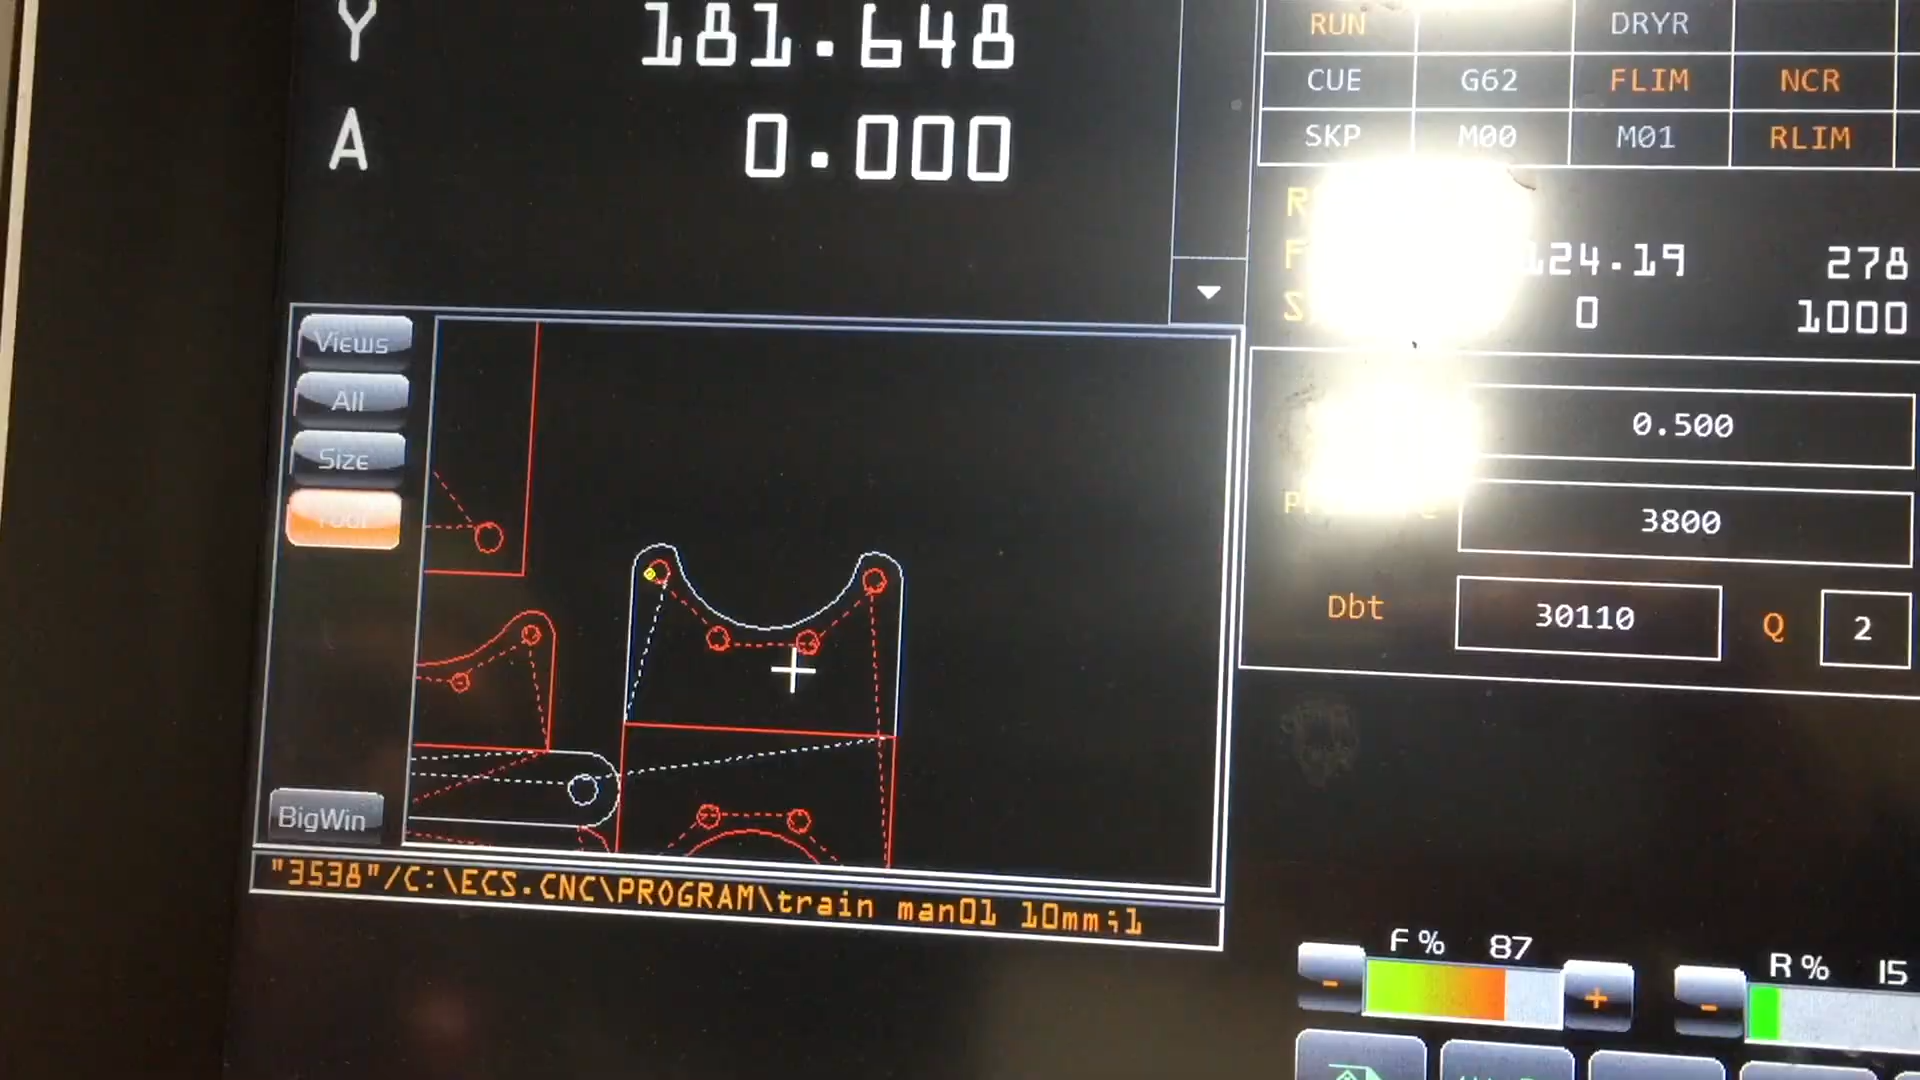 Y 181.648
A 0.000
RUN DRYR
CUE G62 FLIM NCR
SKP M00 M01 RLIM
R
F 124.19 278
S 0 1000
0.500
3800
Dbt 30110 Q 2
Views
All
Size
Tool
BigWin
"3538"/C:\ECS.CNC\PROGRAM\train man01 10mm;1
F% 87
- +
R% 15
-